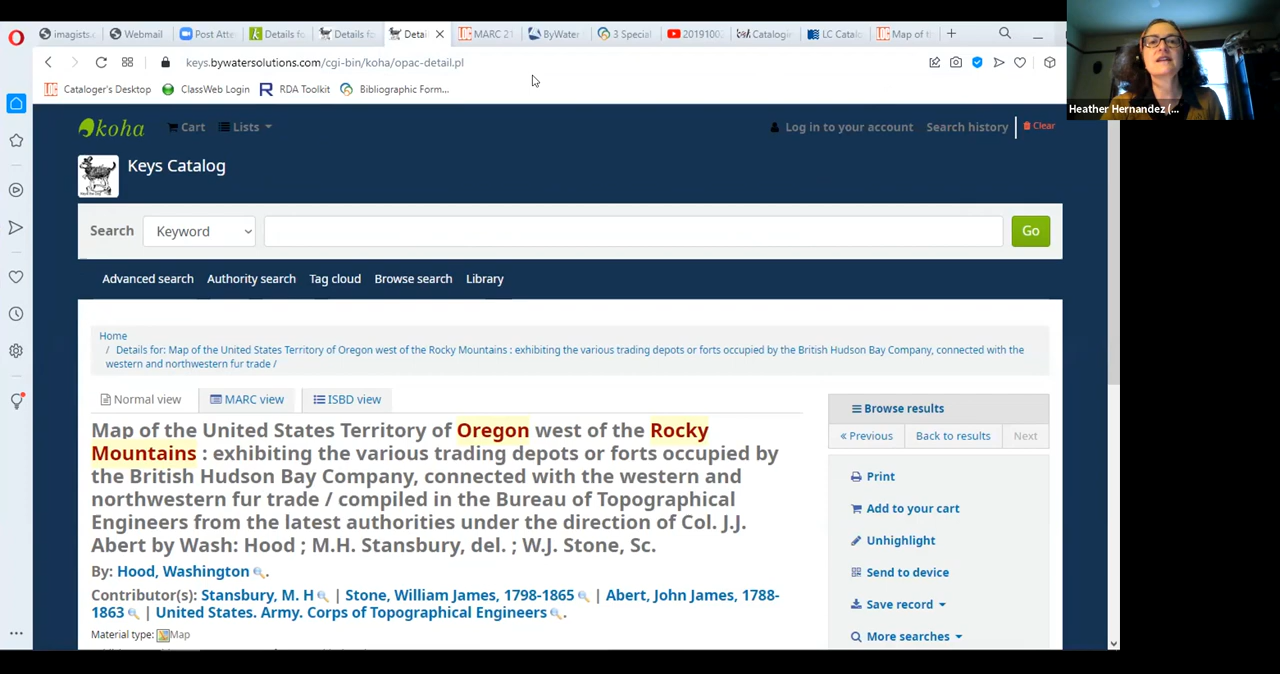 imagists.c
Webmail
Post Atte
Details fo
Details fo
Detai
MARC 21
ByWater
3 Special
20191002
Cataloging
LC Catal
Map of t
keys.bywatersolutions.com/cgi-bin/koha/opac-detail.pl
Cataloger's Desktop
ClassWeb Login
RDA Toolkit
Bibliographic Form...
Heather Hernandez (...
koha
Cart
Lists
Log in to your account
Search history
Clear
Keys Catalog
Search
Keyword
Go
Advanced search
Authority search
Tag cloud
Browse search
Library
Home
/ Details for: Map of the United States Territory of Oregon west of the Rocky Mountains : exhibiting the various trading depots or forts occupied by the British Hudson Bay Company, connected with the
western and northwestern fur trade /
Normal view
MARC view
ISBD view
Map of the United States Territory of Oregon west of the Rocky
Mountains : exhibiting the various trading depots or forts occupied by
the British Hudson Bay Company, connected with the western and
northwestern fur trade / compiled in the Bureau of Topographical
Engineers from the latest authorities under the direction of Col. J.J.
Abert by Wash: Hood ; M.H. Stansbury, del. ; W.J. Stone, Sc.
By: Hood, Washington .
Contributor(s): Stansbury, M. H | Stone, William James, 1798-1865 | Abert, John James, 1788-
1863 | United States. Army. Corps of Topographical Engineers .
Material type: Map
Browse results
« Previous
Back to results
Next
Print
Add to your cart
Unhighlight
Send to device
Save record
More searches